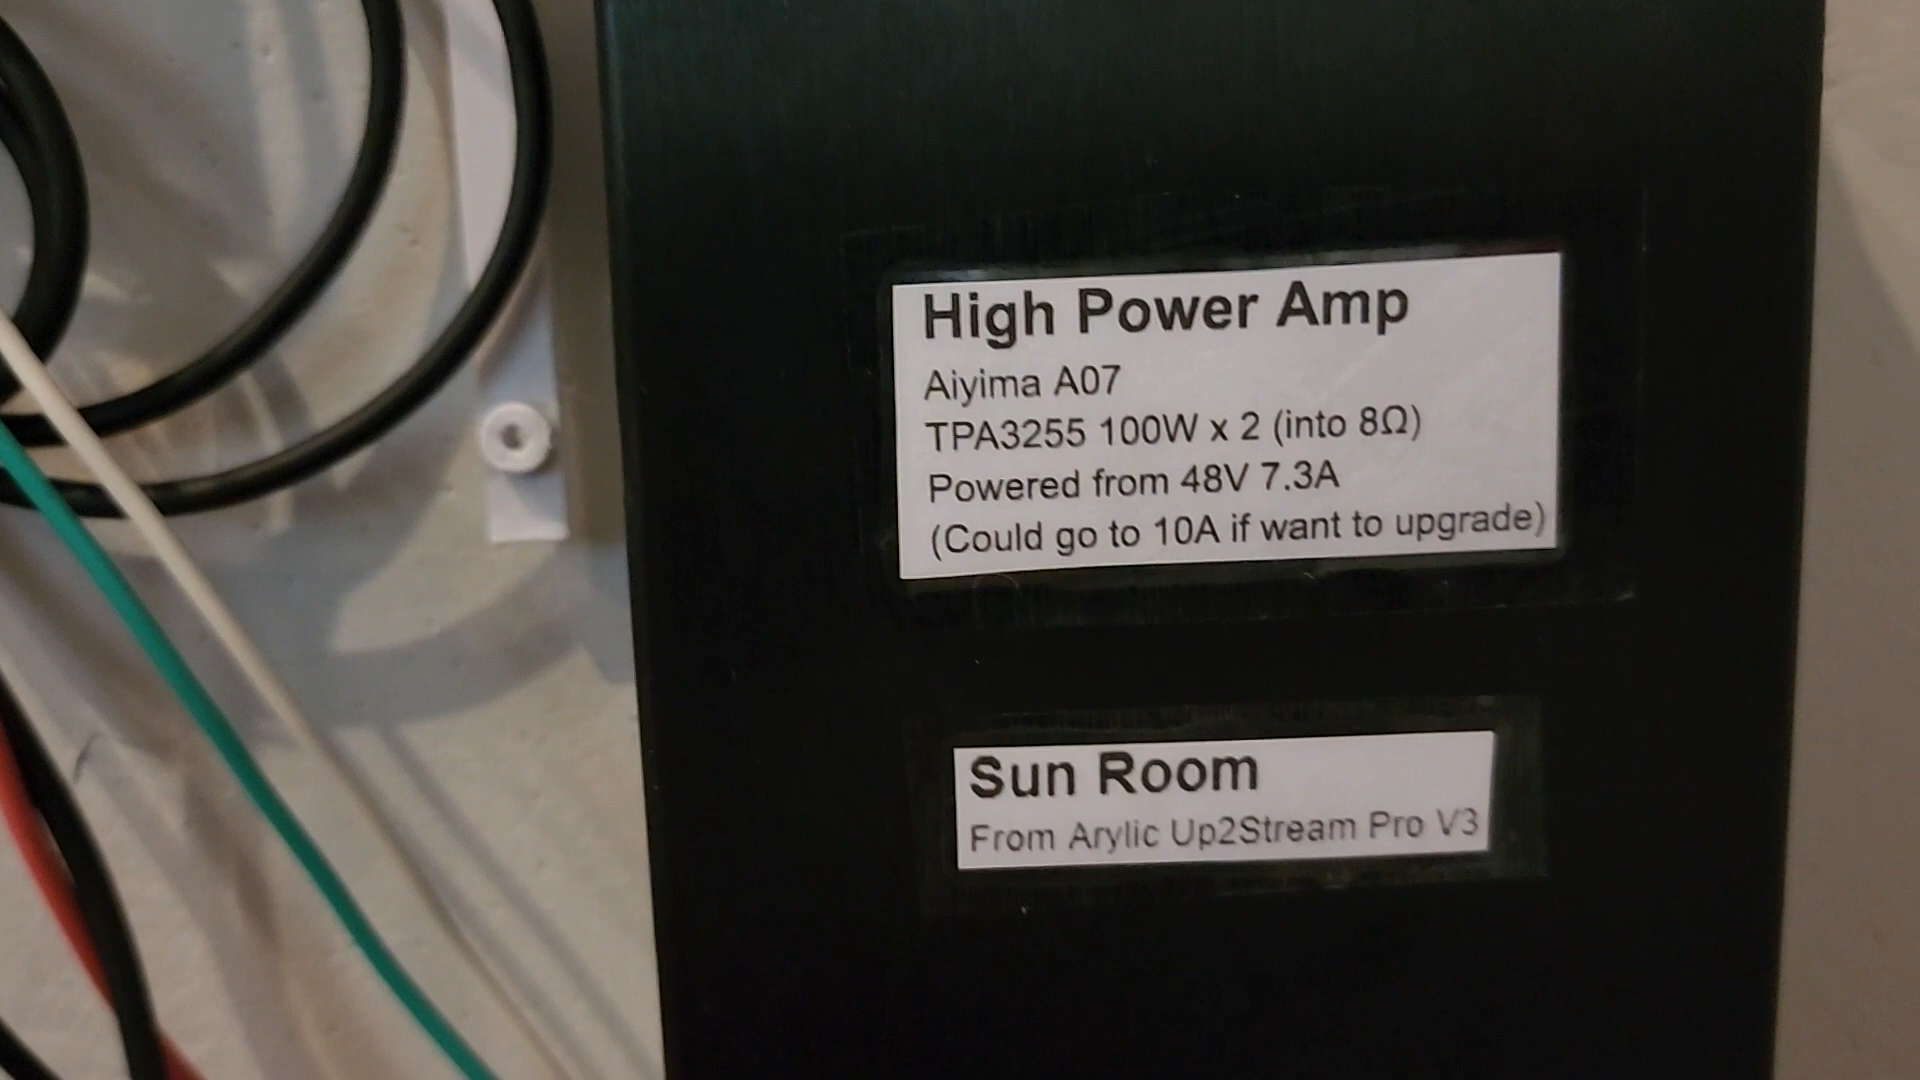 High Power Amp
Aiyima A07
TPA3255 100W x 2 (into 8Ω)
Powered from 48V 7.3A
(Could go to 10A if want to upgrade)
Sun Room
From Arylic Up2Stream Pro V3